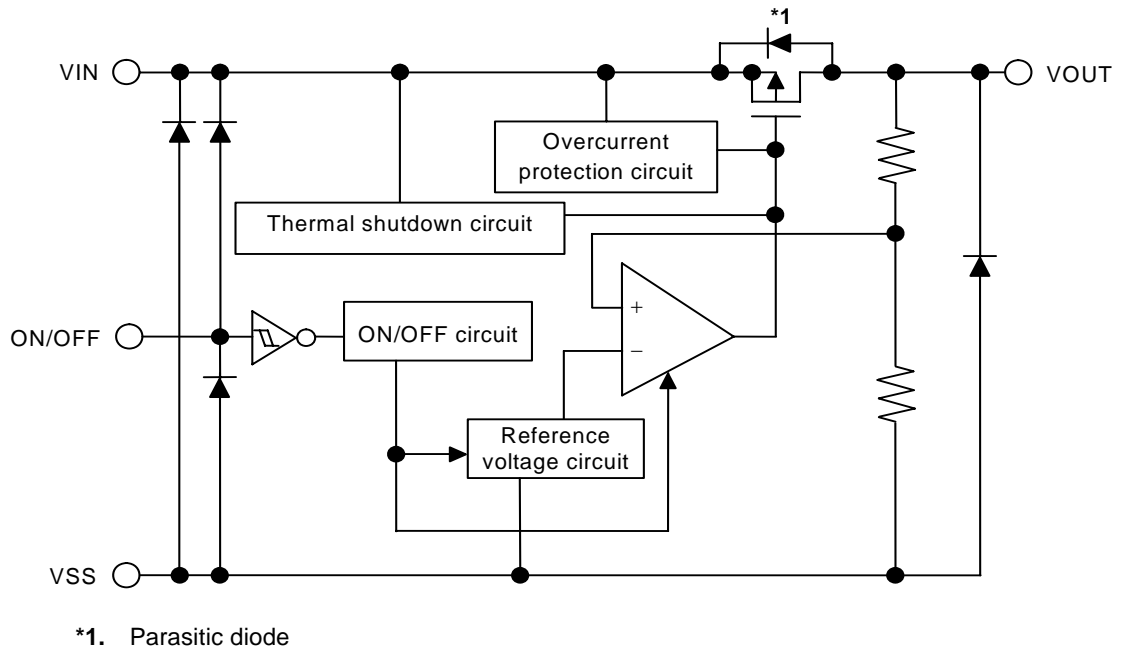 *1
VIN
VOUT
Overcurrent
protection circuit
Thermal shutdown circuit
+
ON/OFF
ON/OFF circuit
−
Reference
voltage circuit
VSS
*1. Parasitic diode